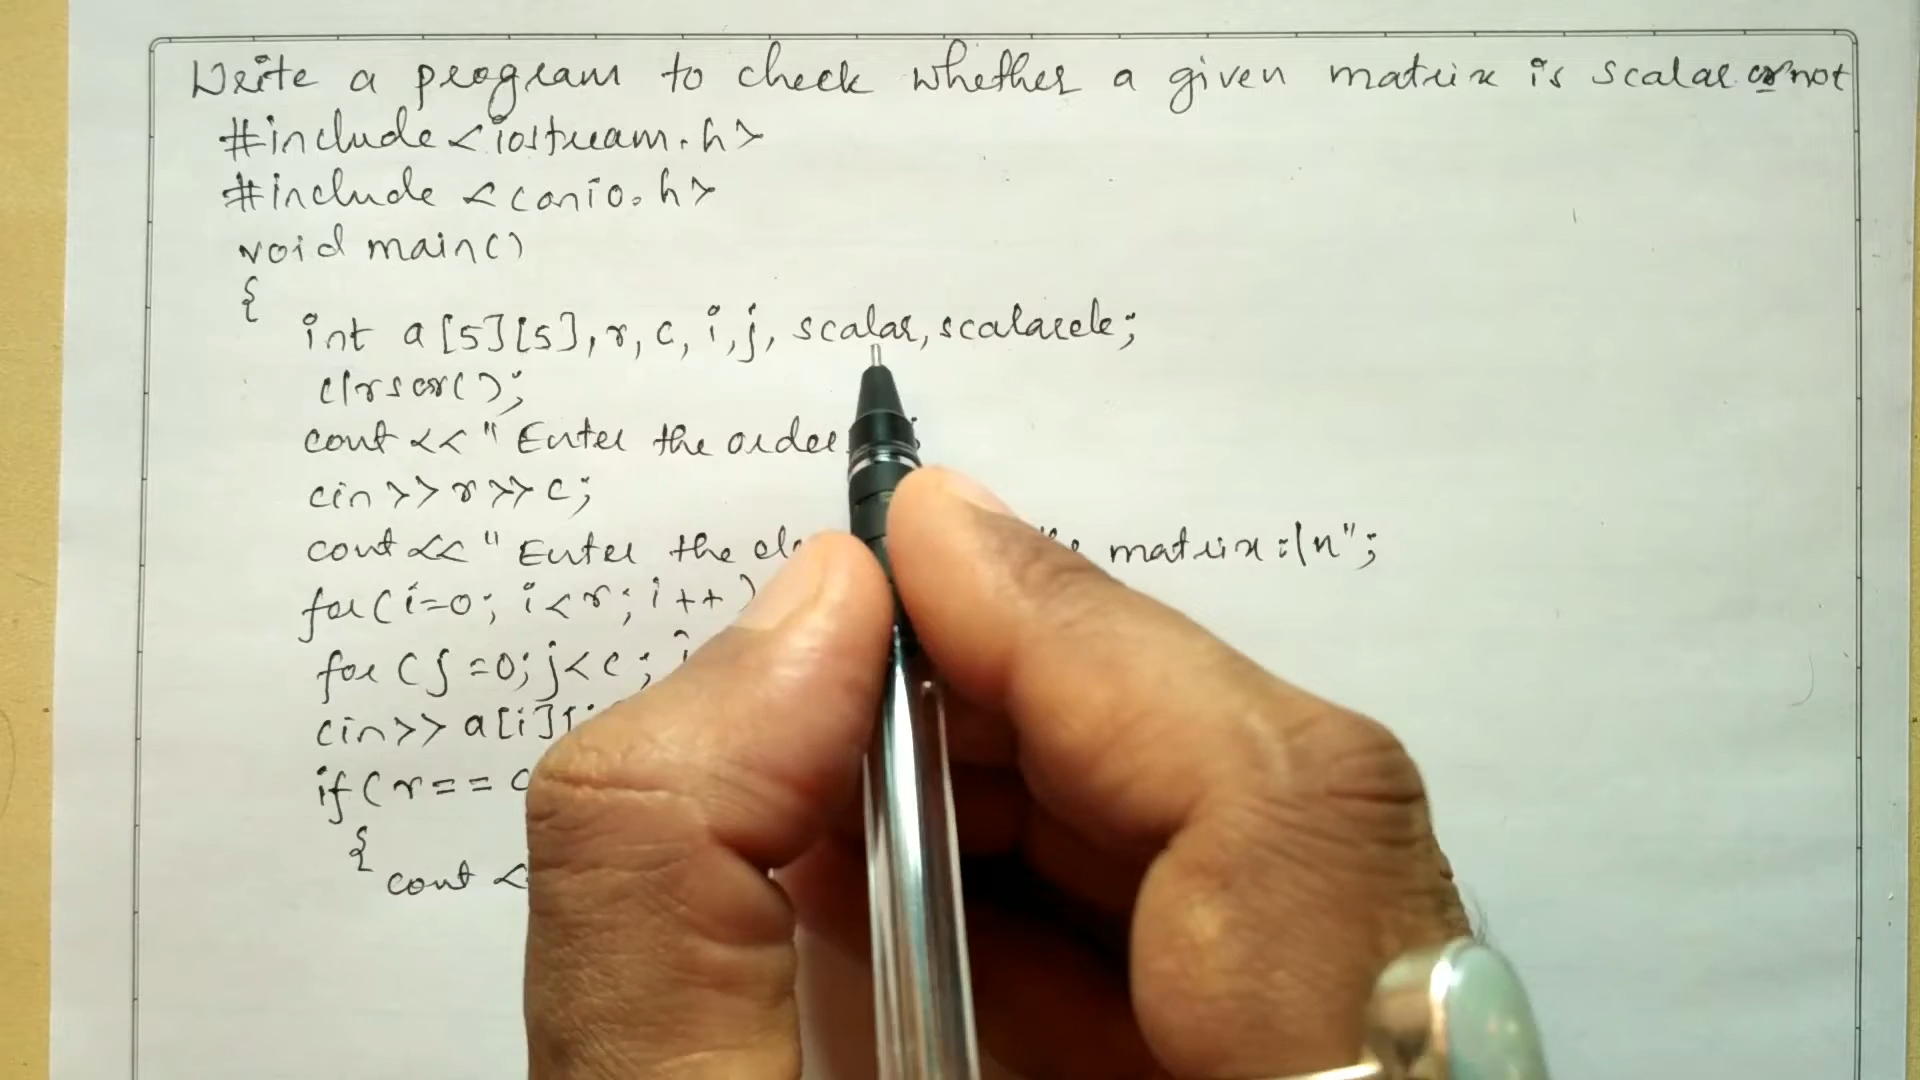 Write a program to check whether a given matrix is scalar or not
#include <iostream.h>
#include <conio.h>
void main()
{
int a[5][5], r, c, i, j, scalar, scalarele;
clrscr();
cout << "Enter the order
cin >> r >> c;
cout << "Enter the matrix:\n";
for (i=0; i<r; i++)
for (j=0; j<c;
cin >> a[i][
if (r==c
{
cout <